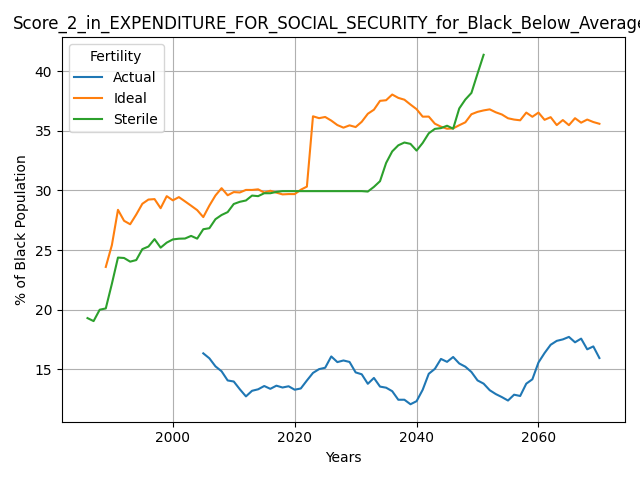 Score_2_in_EXPENDITURE_FOR_SOCIAL_SECURITY_for_Black_Below_Average
Fertility
Actual
Ideal
Sterile
% of Black Population
40
35
30
25
20
15
2000 2020 2040 2060
Years